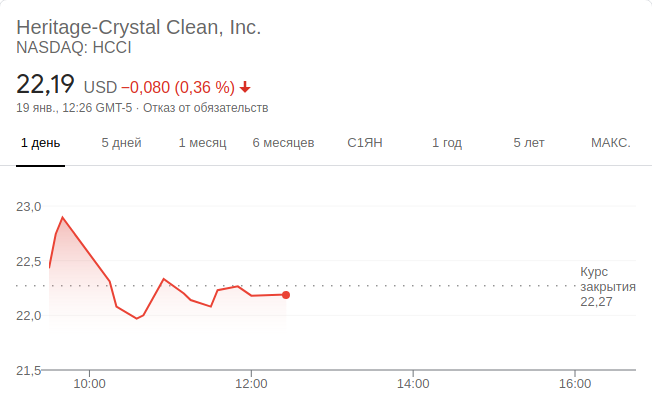 Heritage-Crystal Clean, Inc.
NASDAQ: HCCI
22,19 USD −0,080 (0,36 %)
19 янв., 12:26 GMT-5 · Отказ от обязательств
1 день 5 дней 1 месяц 6 месяцев С1ЯН 1 год 5 лет МАКС.
23,0
22,5
Курс
закрытия
22,27
22,0
21,5
10:00 12:00 14:00 16:00